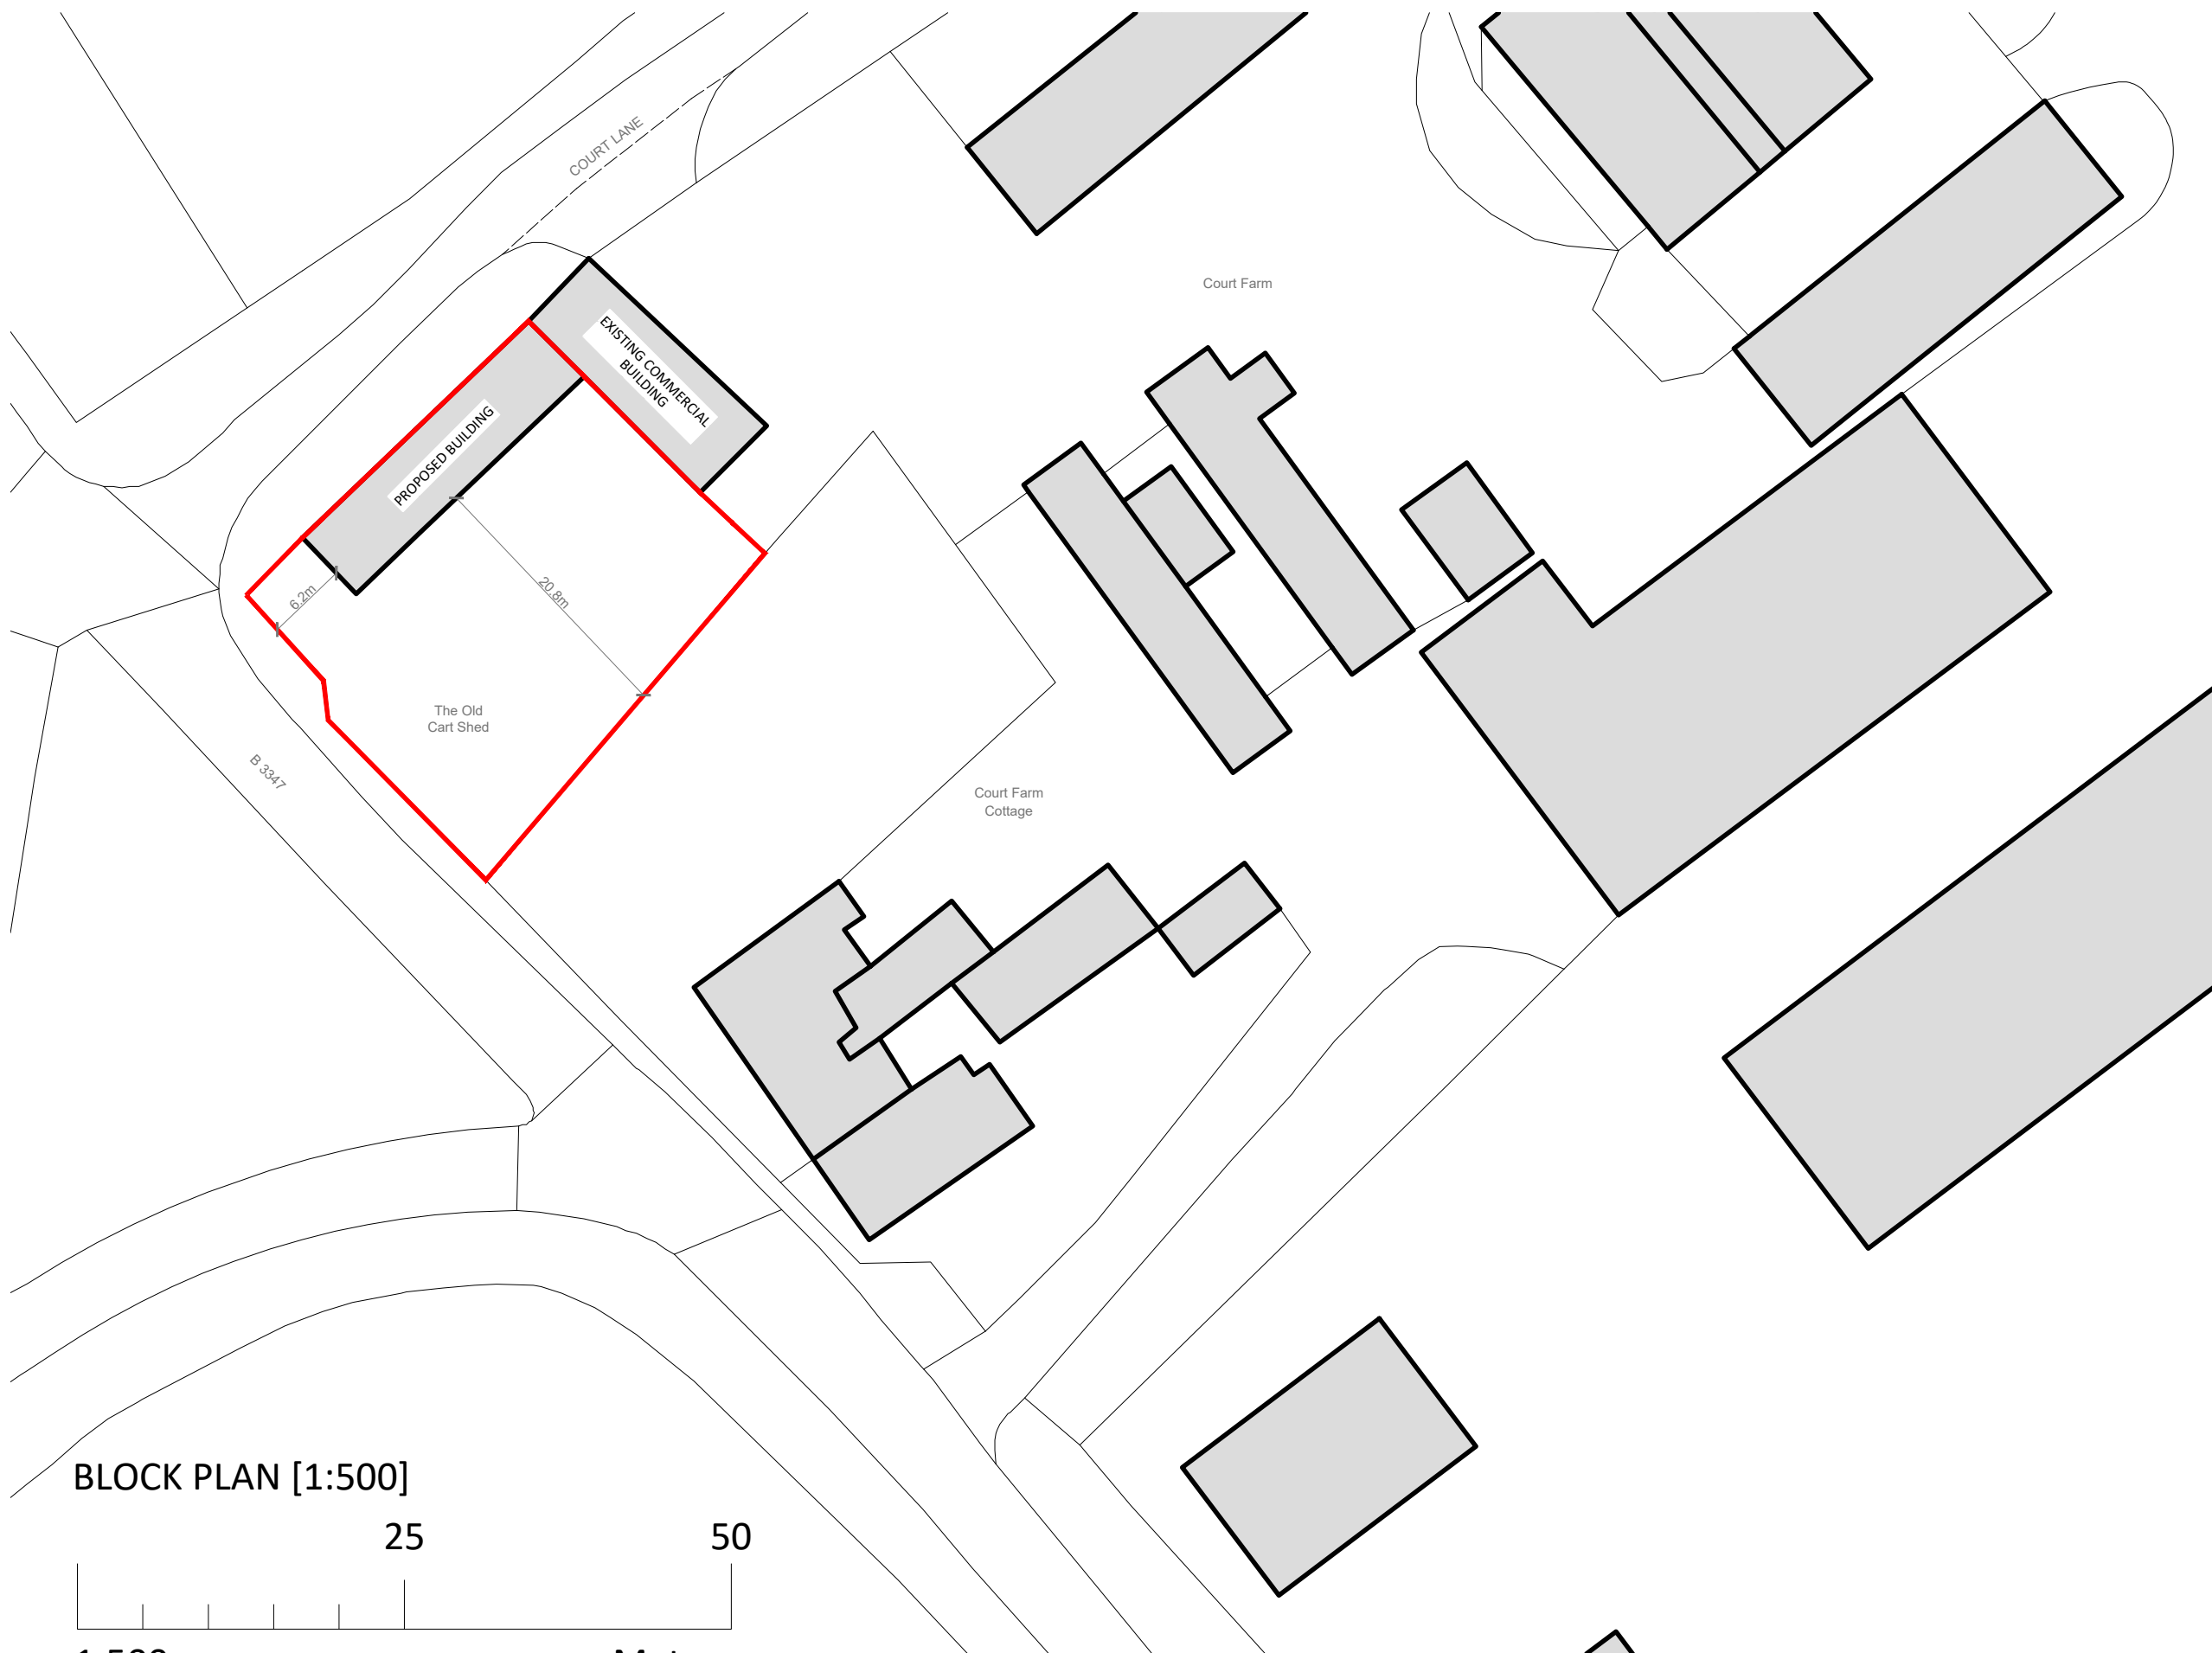 COURT LANE
Court Farm
EXISTING COMMERCIAL
BUILDING
PROPOSED BUILDING
6.2m
20.8m
The Old
Cart Shed
B 3347
Court Farm
Cottage
BLOCK PLAN [1:500]
25
50